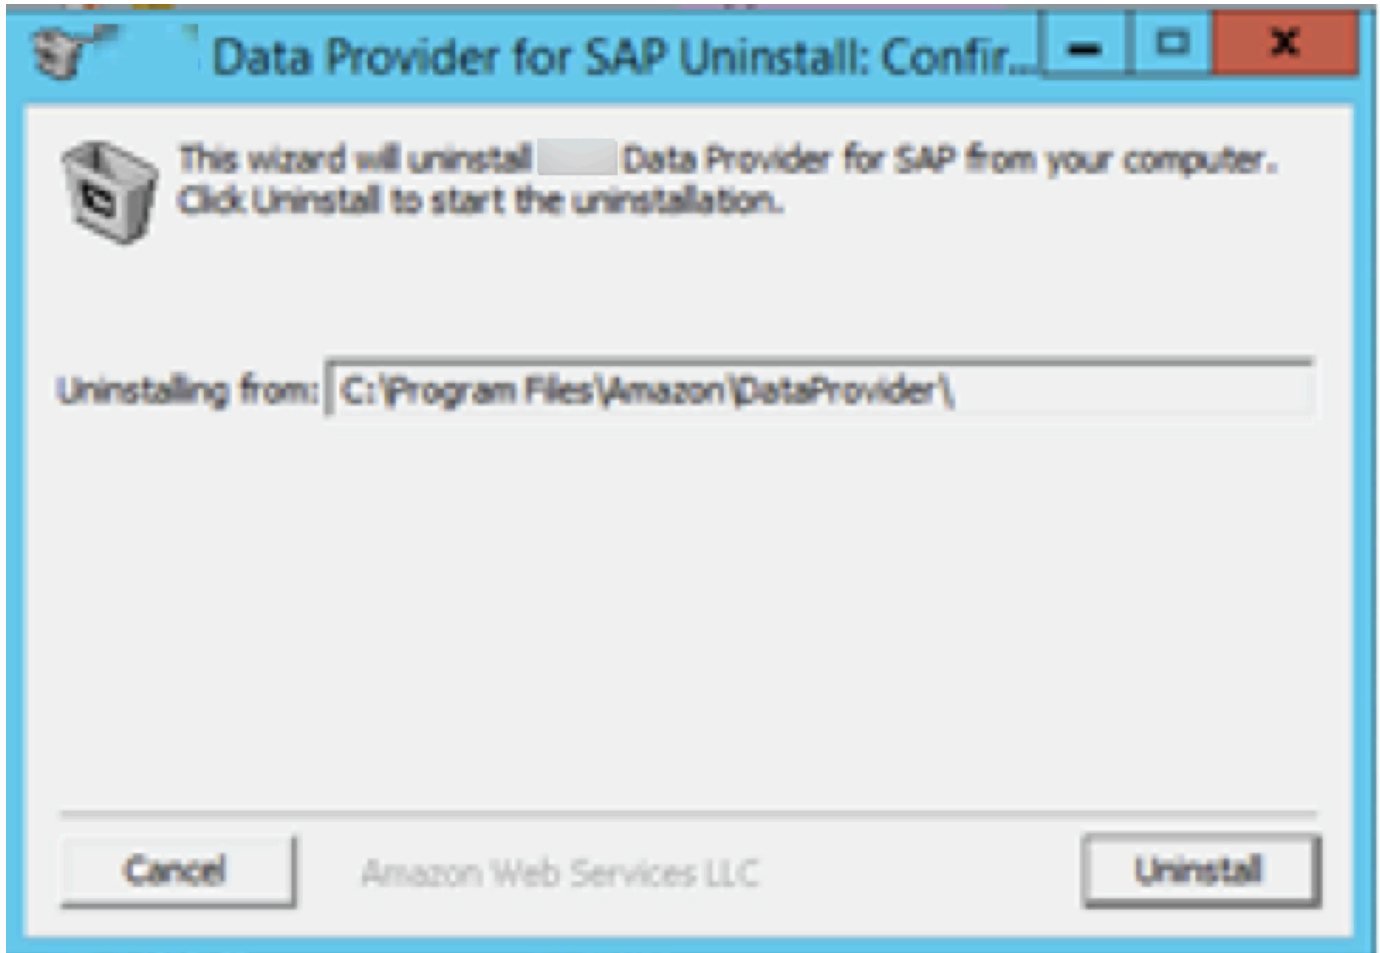 Data Provider for SAP Uninstall: Confir...
This wizard will uninstall Data Provider for SAP from your computer.
Click Uninstall to start the uninstallation.
Uninstalling from: C:\Program Files\Amazon\DataProvider\
Cancel
Amazon Web Services LLC
Uninstall